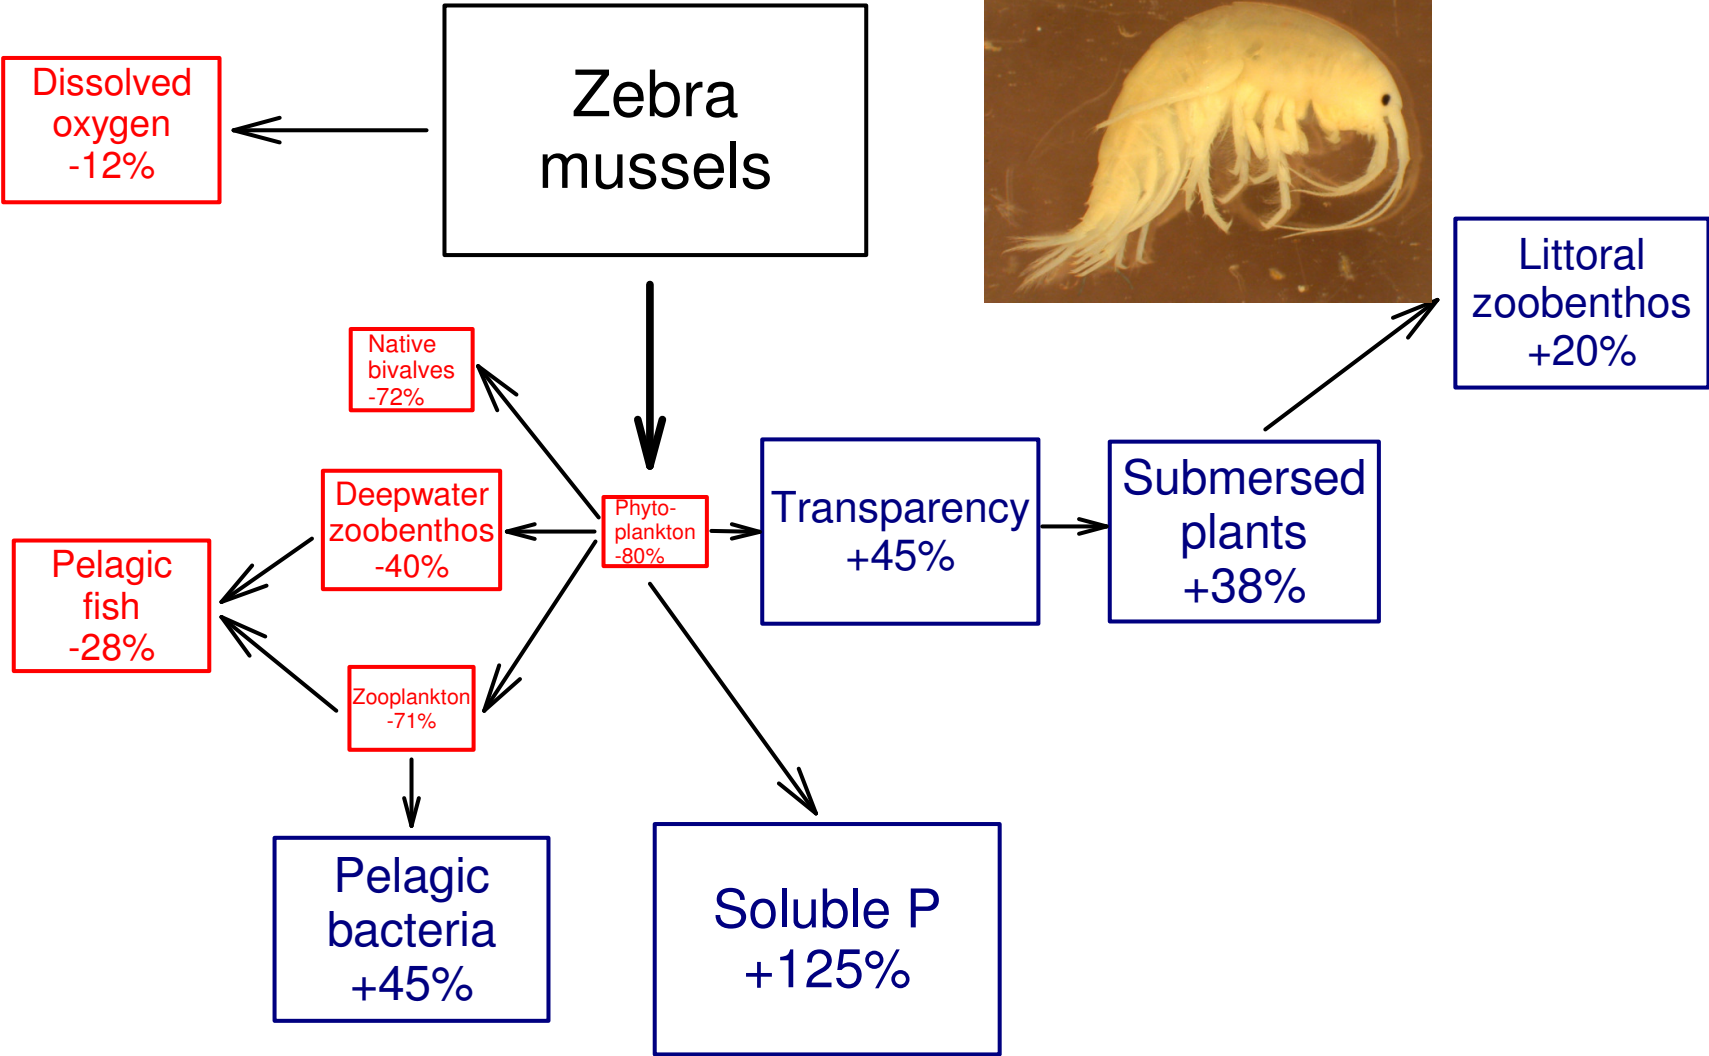 Zebra
mussels
Dissolved
oxygen
-12%
Littoral
zoobenthos
+20%
Native
bivalves
-72%
Deepwater
zoobenthos
-40%
Phyto-
plankton
-80%
Transparency
+45%
Submersed
plants
+38%
Pelagic
fish
-28%
Zooplankton
-71%
Pelagic
bacteria
+45%
Soluble P
+125%